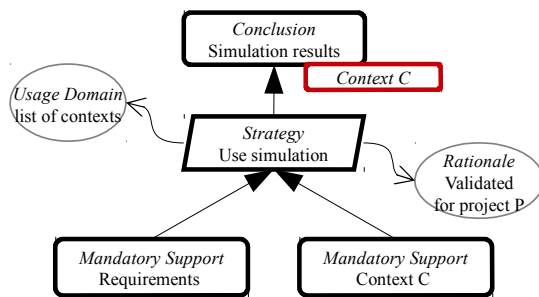 Conclusion
Simulation results
Context C
Usage Domain
list of contexts
Strategy
Use simulation
Rationale
Validated
for project P
Mandatory Support
Requirements
Mandatory Support
Context C